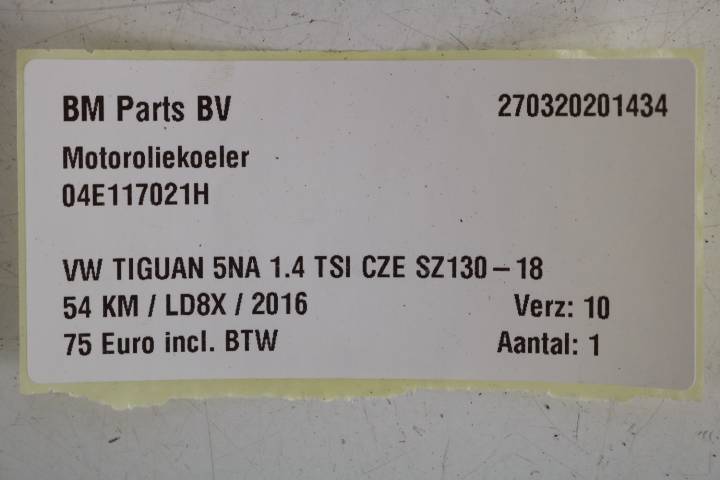 BM Parts BV 270320201434
Motoroliekoeler
04E117021H
VW TIGUAN 5NA 1.4 TSI CZE SZ130 – 18
54 KM / LD8X / 2016 Verz: 10
75 Euro incl. BTW Aantal: 1